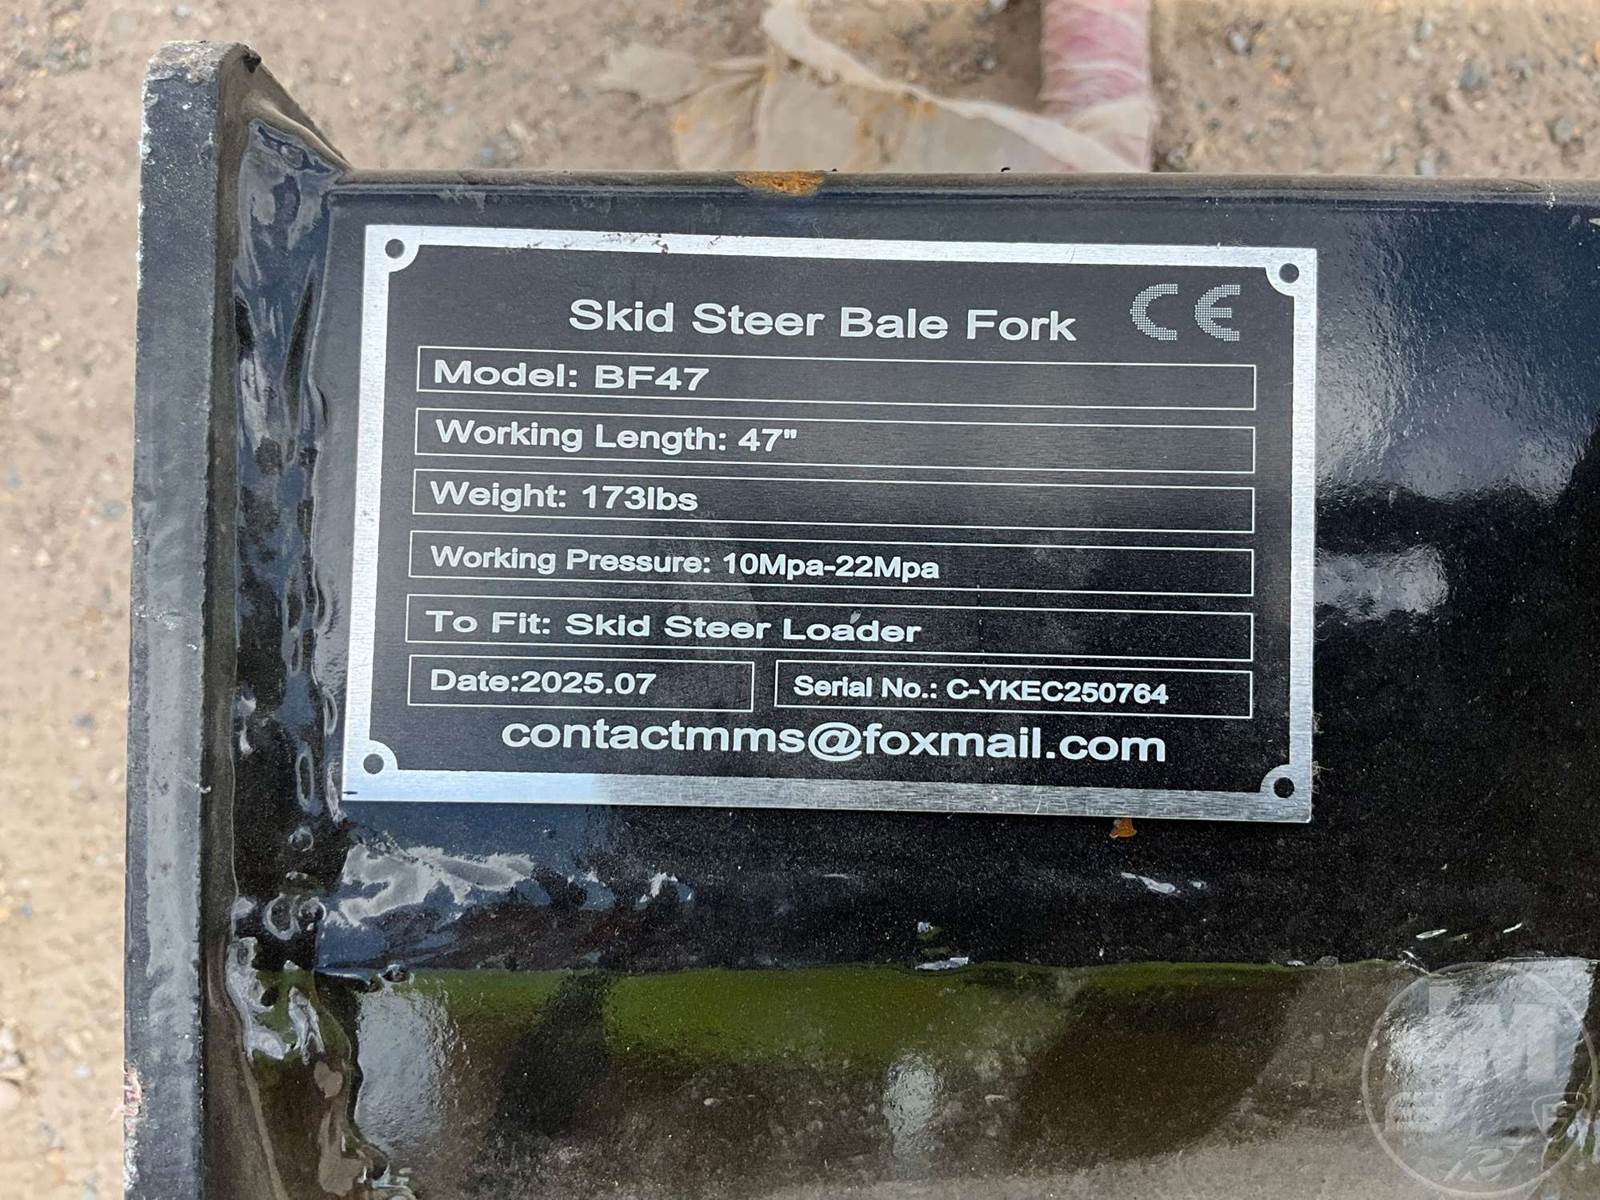 Skid Steer Bale Fork CE
Model: BF47
Working Length: 47"
Weight: 173lbs
Working Pressure: 10Mpa-22Mpa
To Fit: Skid Steer Loader
Date:2025.07 Serial No.: C-YKEC250764
contactmms@foxmail.com